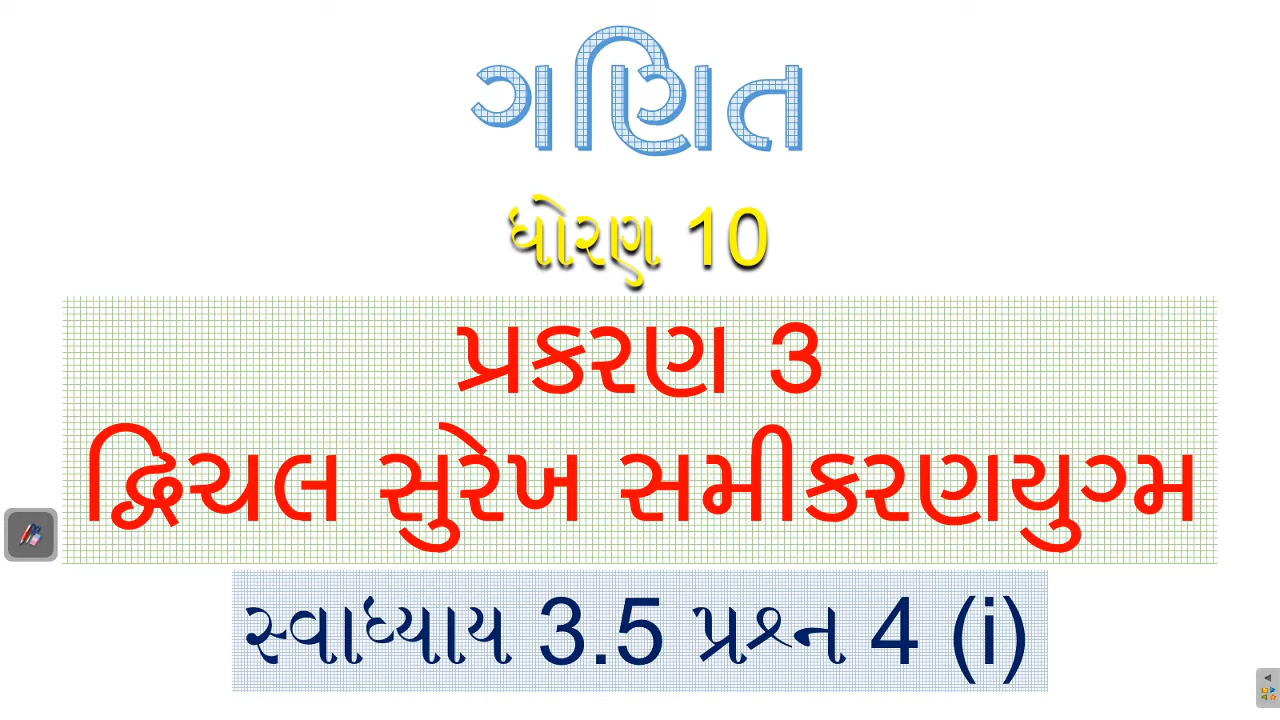 ગણિત
ધોરણ 10
પ્રકરણ 3
દ્વિચલ સુરેખ સમીકરણયુગ્મ
સ્વાધ્યાય 3.5 પ્રશ્ન 4 (i)